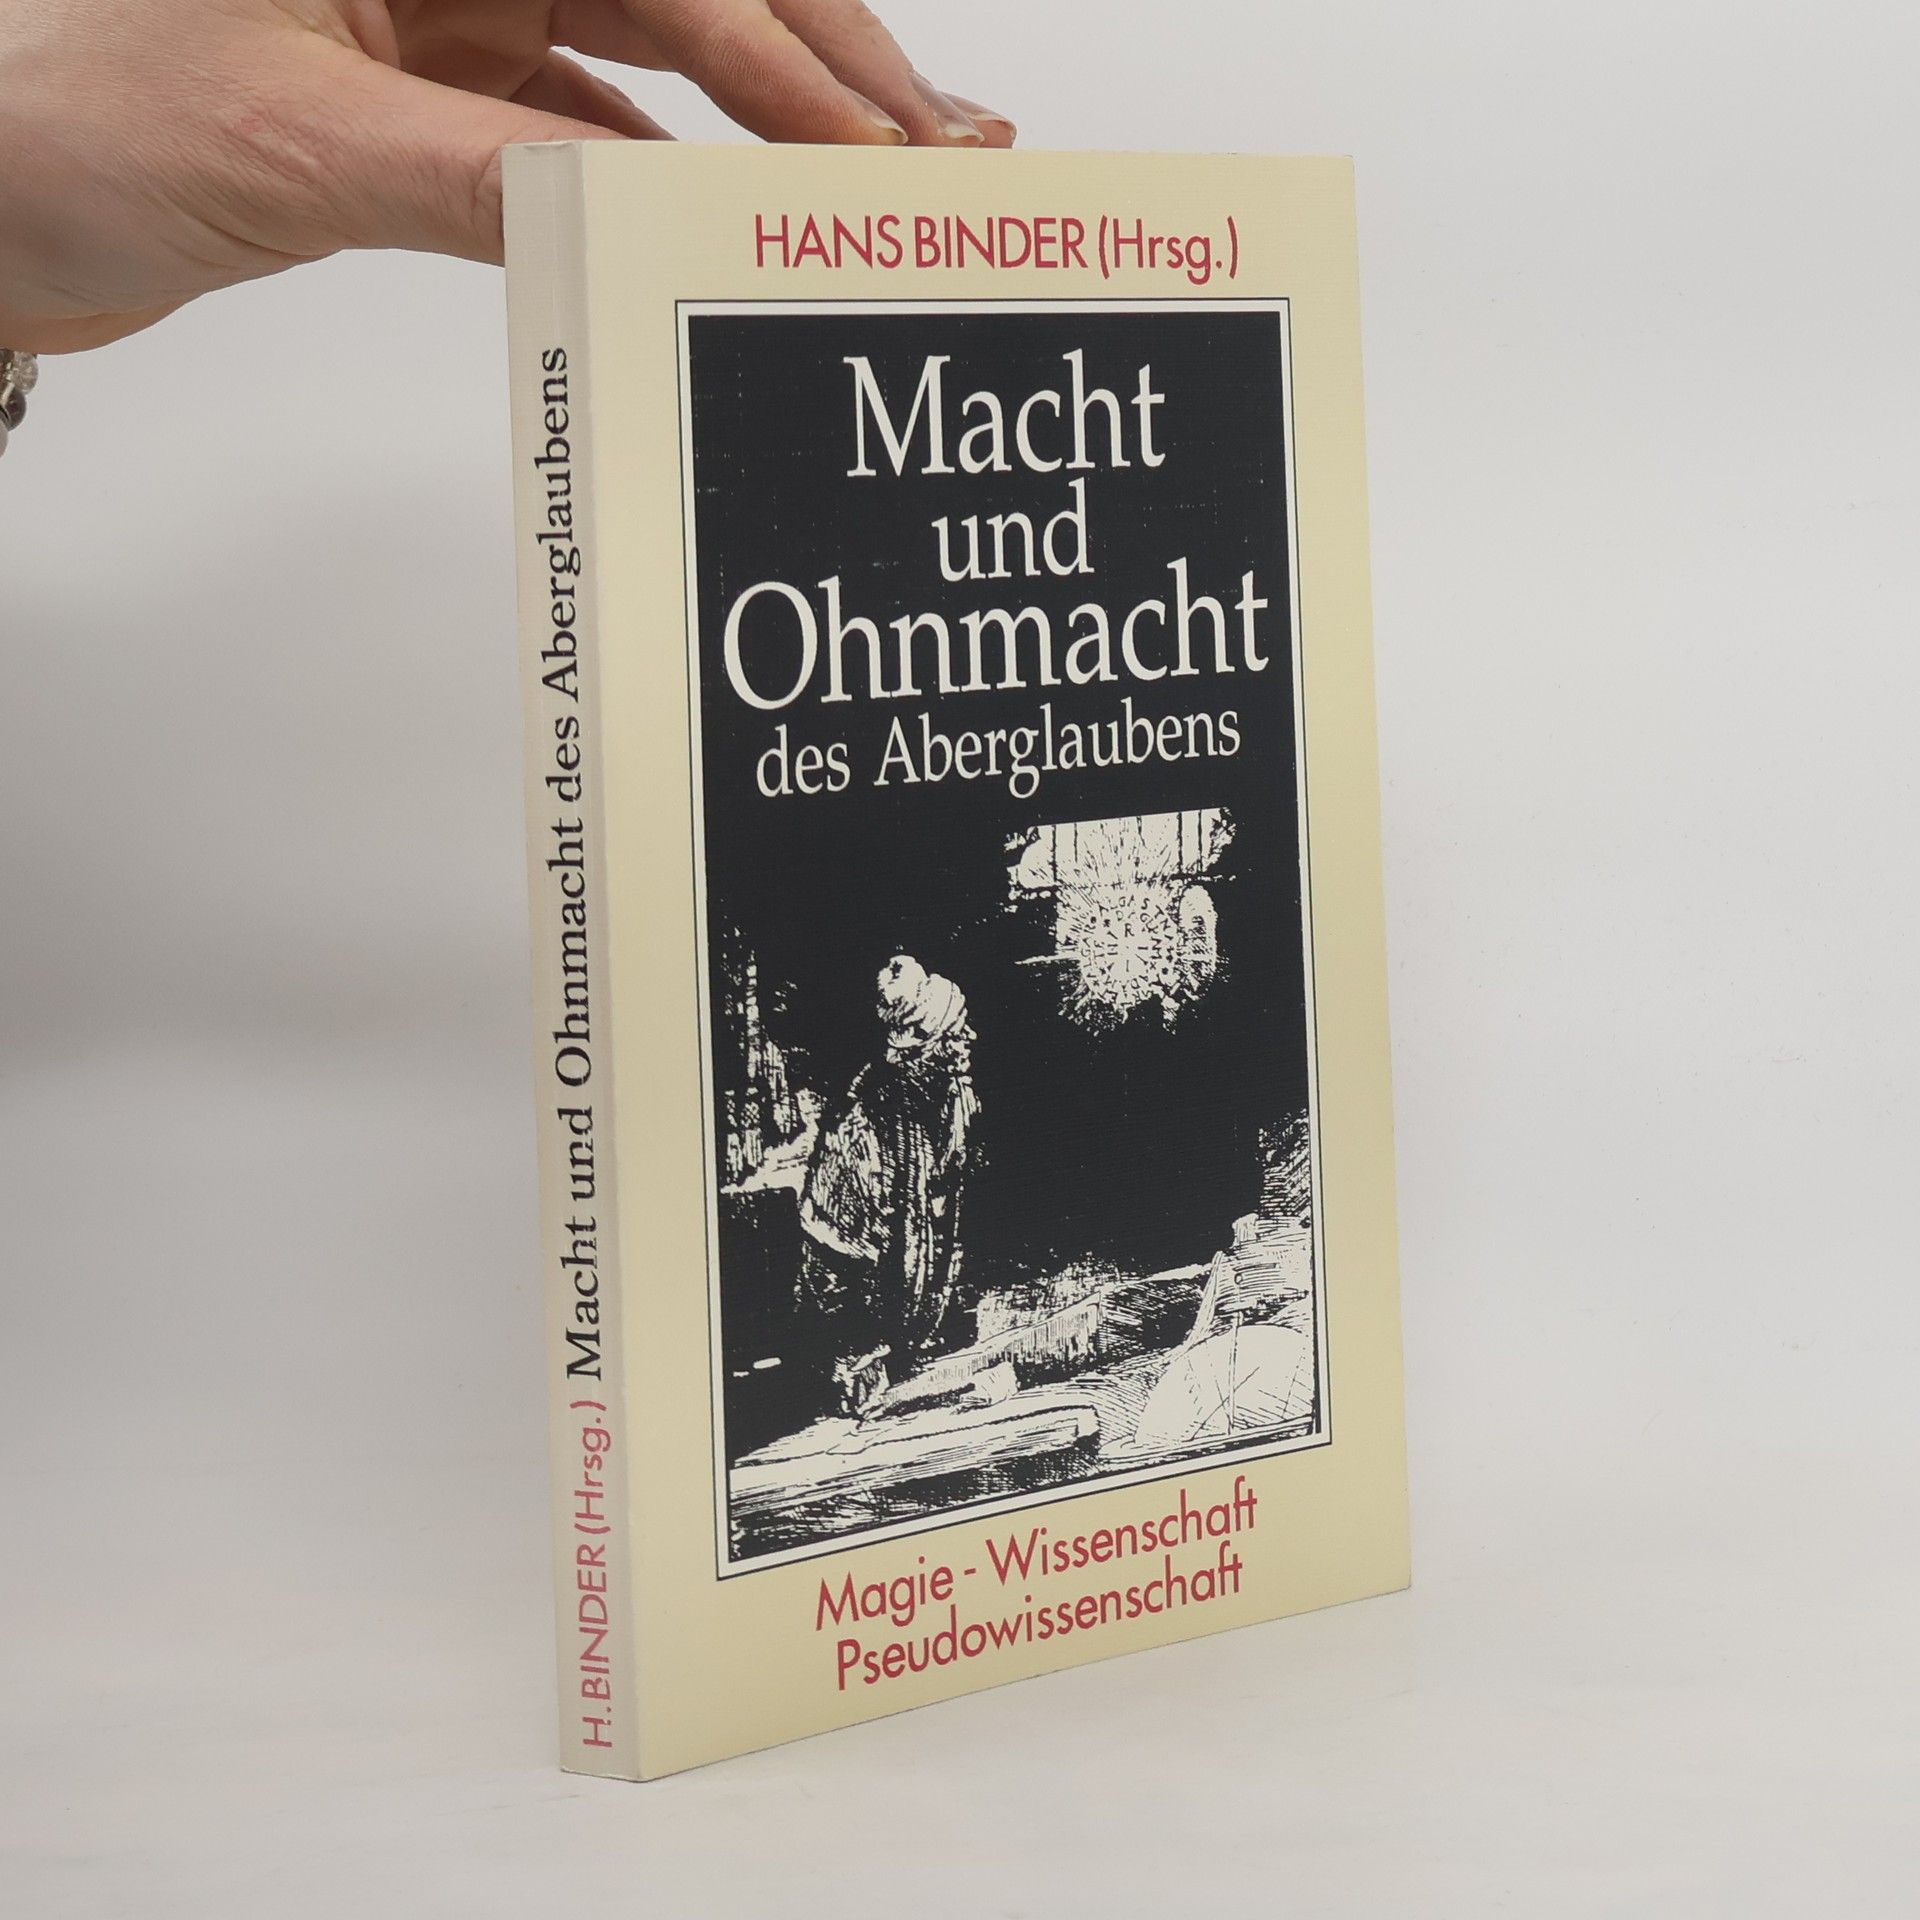 HANS BINDER (Hrsg.)
Macht
und
Ohnmacht
des Aberglaubens
Magie - Wissenschaft
Pseudowissenschaft
H. BINDER (Hrsg.) Macht und Ohnmacht des Aberglaubens